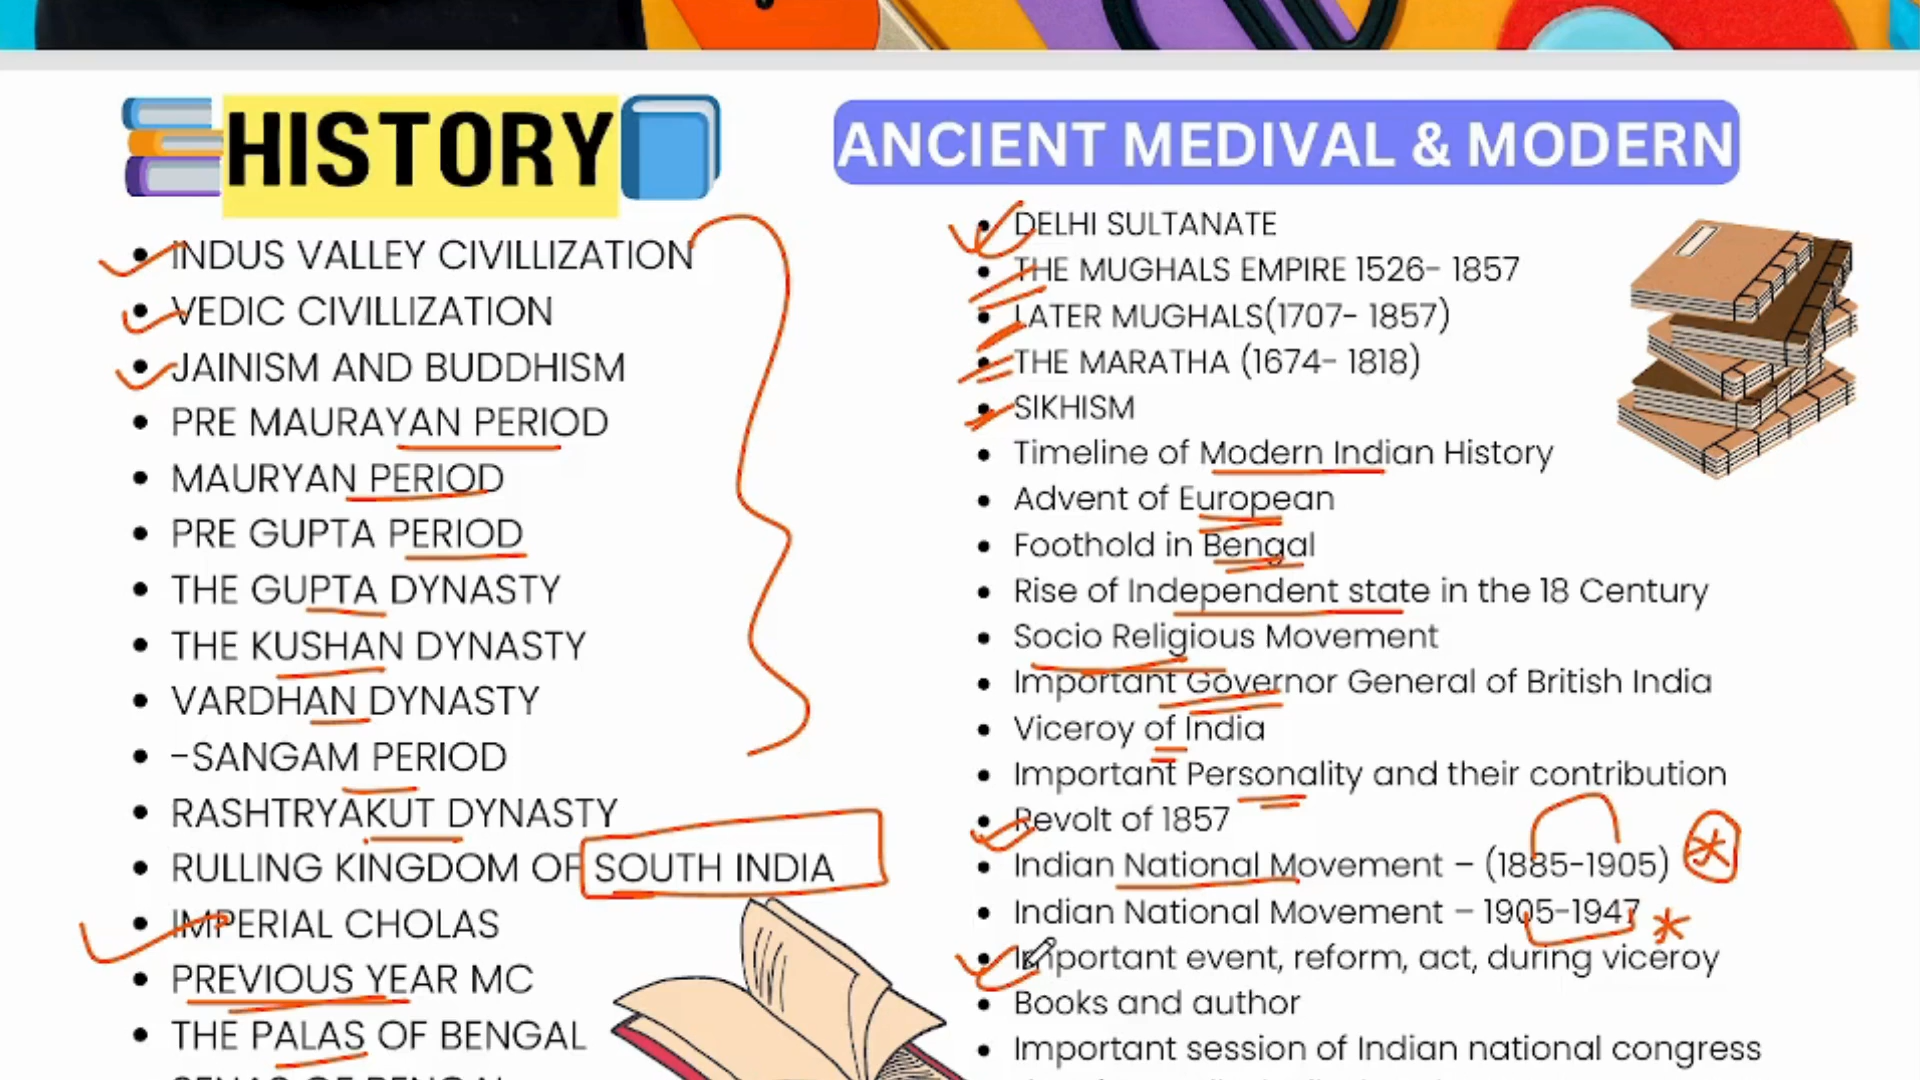 HISTORY
ANCIENT MEDIVAL & MODERN
INDUS VALLEY CIVILLIZATION
VEDIC CIVILLIZATION
JAINISM AND BUDDHISM
PRE MAURAYAN PERIOD
MAURYAN PERIOD
PRE GUPTA PERIOD
THE GUPTA DYNASTY
THE KUSHAN DYNASTY
VARDHAN DYNASTY
-SANGAM PERIOD
RASHTRYAKUT DYNASTY
RULLING KINGDOM OF SOUTH INDIA
IMPERIAL CHOLAS
PREVIOUS YEAR MC
THE PALAS OF BENGAL
DELHI SULTANATE
THE MUGHALS EMPIRE 1526- 1857
LATER MUGHALS(1707- 1857)
THE MARATHA (1674- 1818)
SIKHISM
Timeline of Modern Indian History
Advent of European
Foothold in Bengal
Rise of Independent state in the 18 Century
Socio Religious Movement
Important Governor General of British India
Viceroy of India
Important Personality and their contribution
Revolt of 1857
Indian National Movement – (1885-1905)
Indian National Movement – 1905-1947
Important event, reform, act, during viceroy
Books and author
Important session of Indian national congress